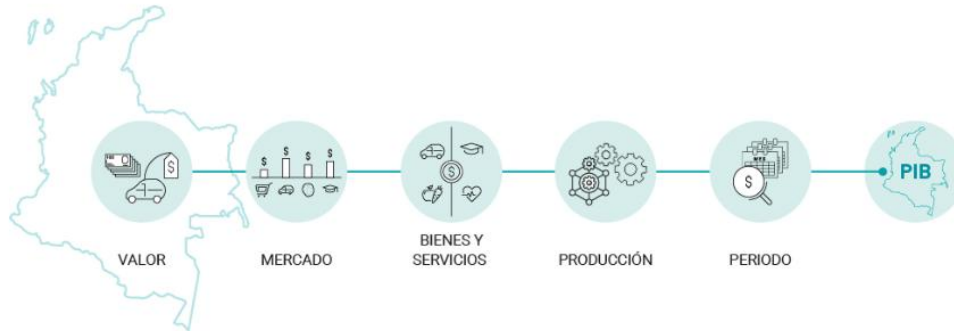 VALOR
MERCADO
BIENES Y
SERVICIOS
PRODUCCIÓN
PERIODO
PIB
$
$
$
$
$
$
$